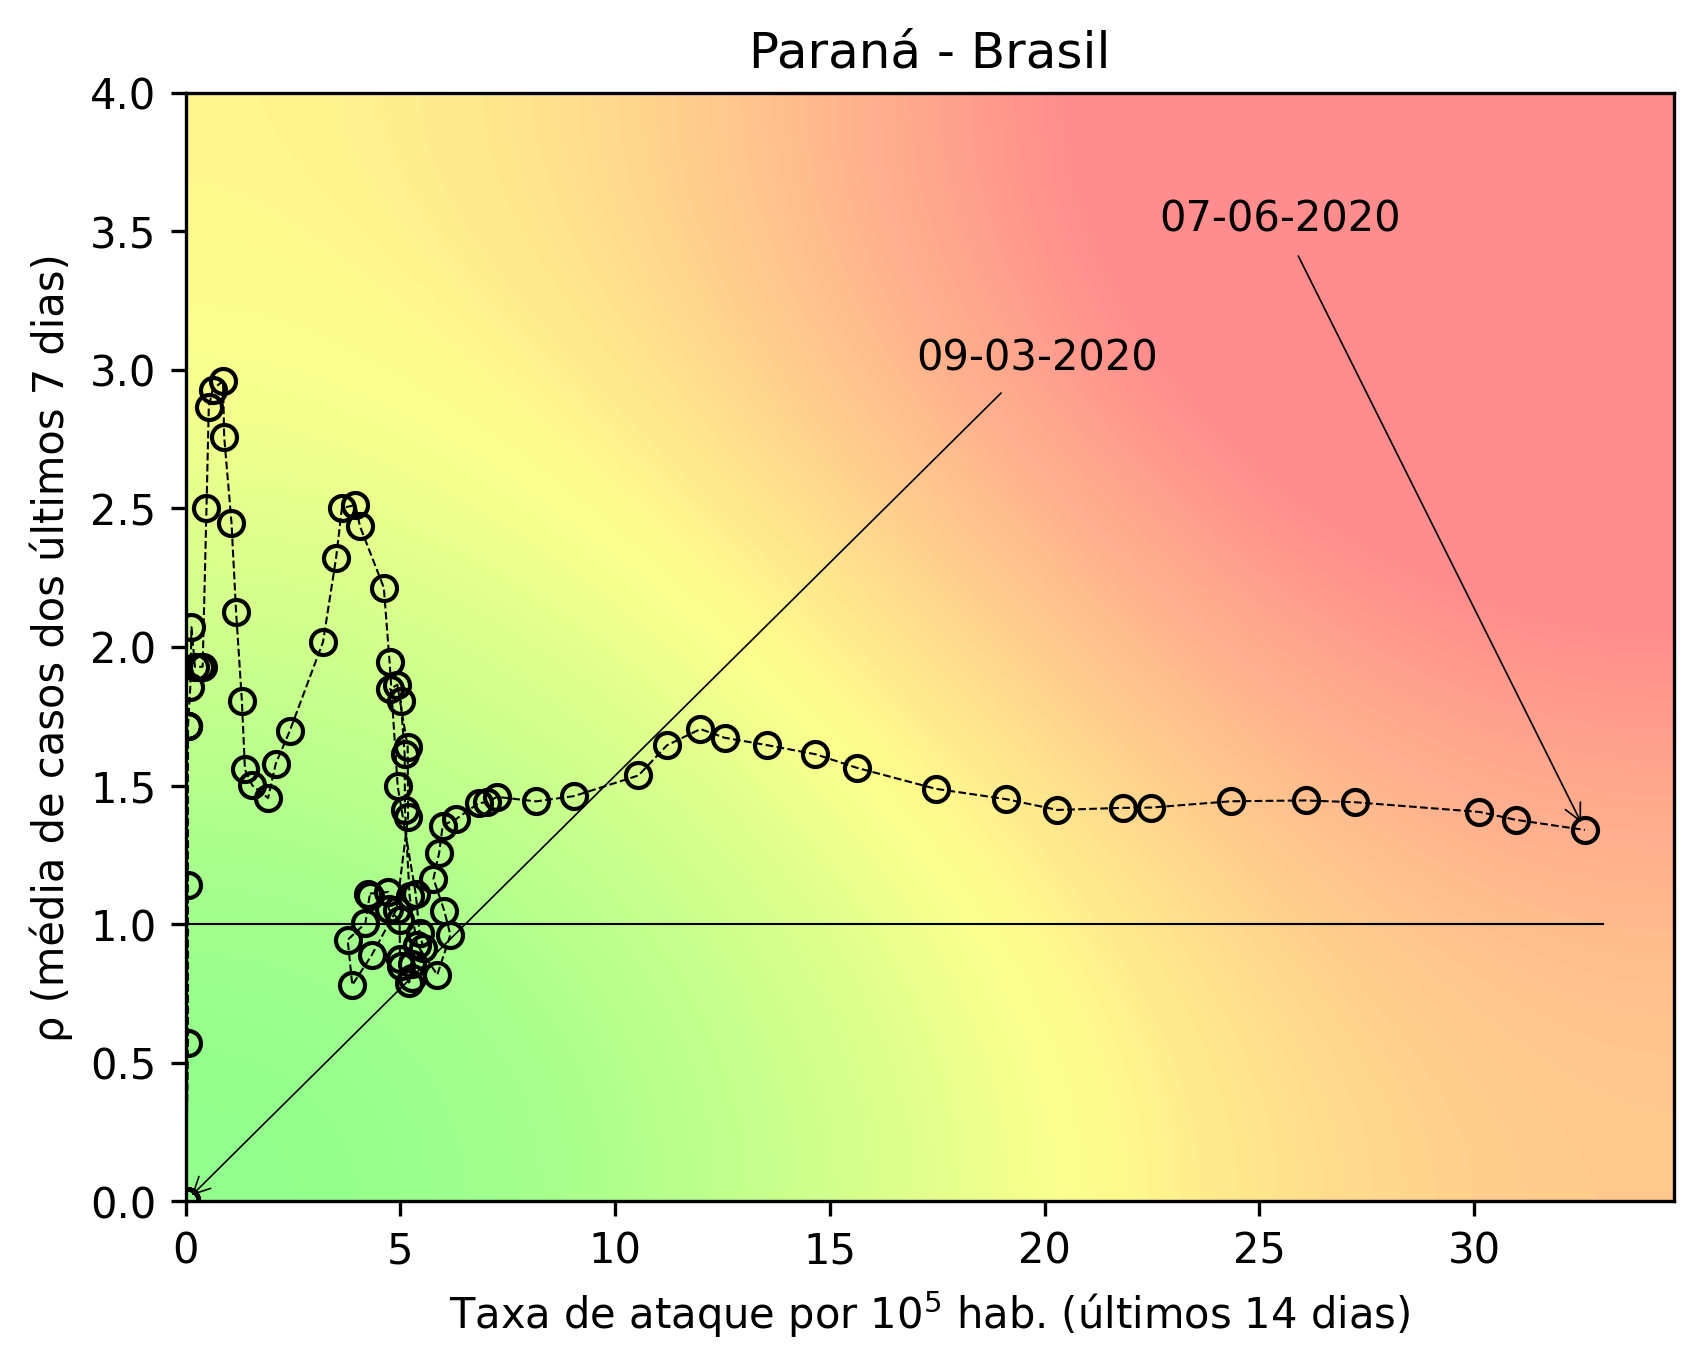 Paraná - Brasil
4.0
3.5
3.0
2.5
2.0
1.5
1.0
0.5
0.0
ρ (média de casos dos últimos 7 dias)
07-06-2020
09-03-2020
0 5 10 15 20 25 30
Taxa de ataque por 10⁵ hab. (últimos 14 dias)